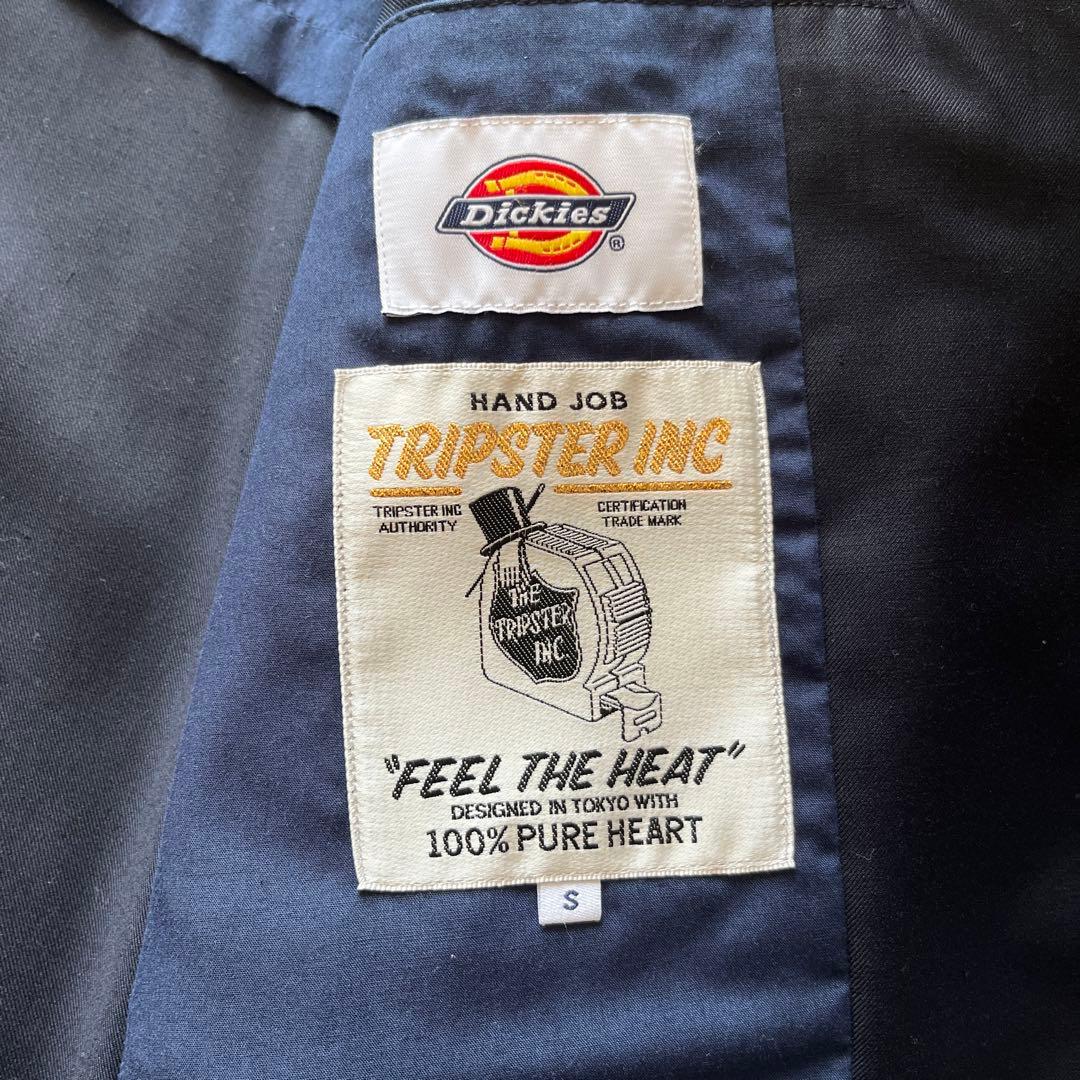 Dickies®
HAND JOB
TRIPSTER INC
TRIPSTER INC
AUTHORITY
CERTIFICATION
TRADE MARK
THE
TRIPSTER
INC
"FEEL THE HEAT"
DESIGNED IN TOKYO WITH
100% PURE HEART
S